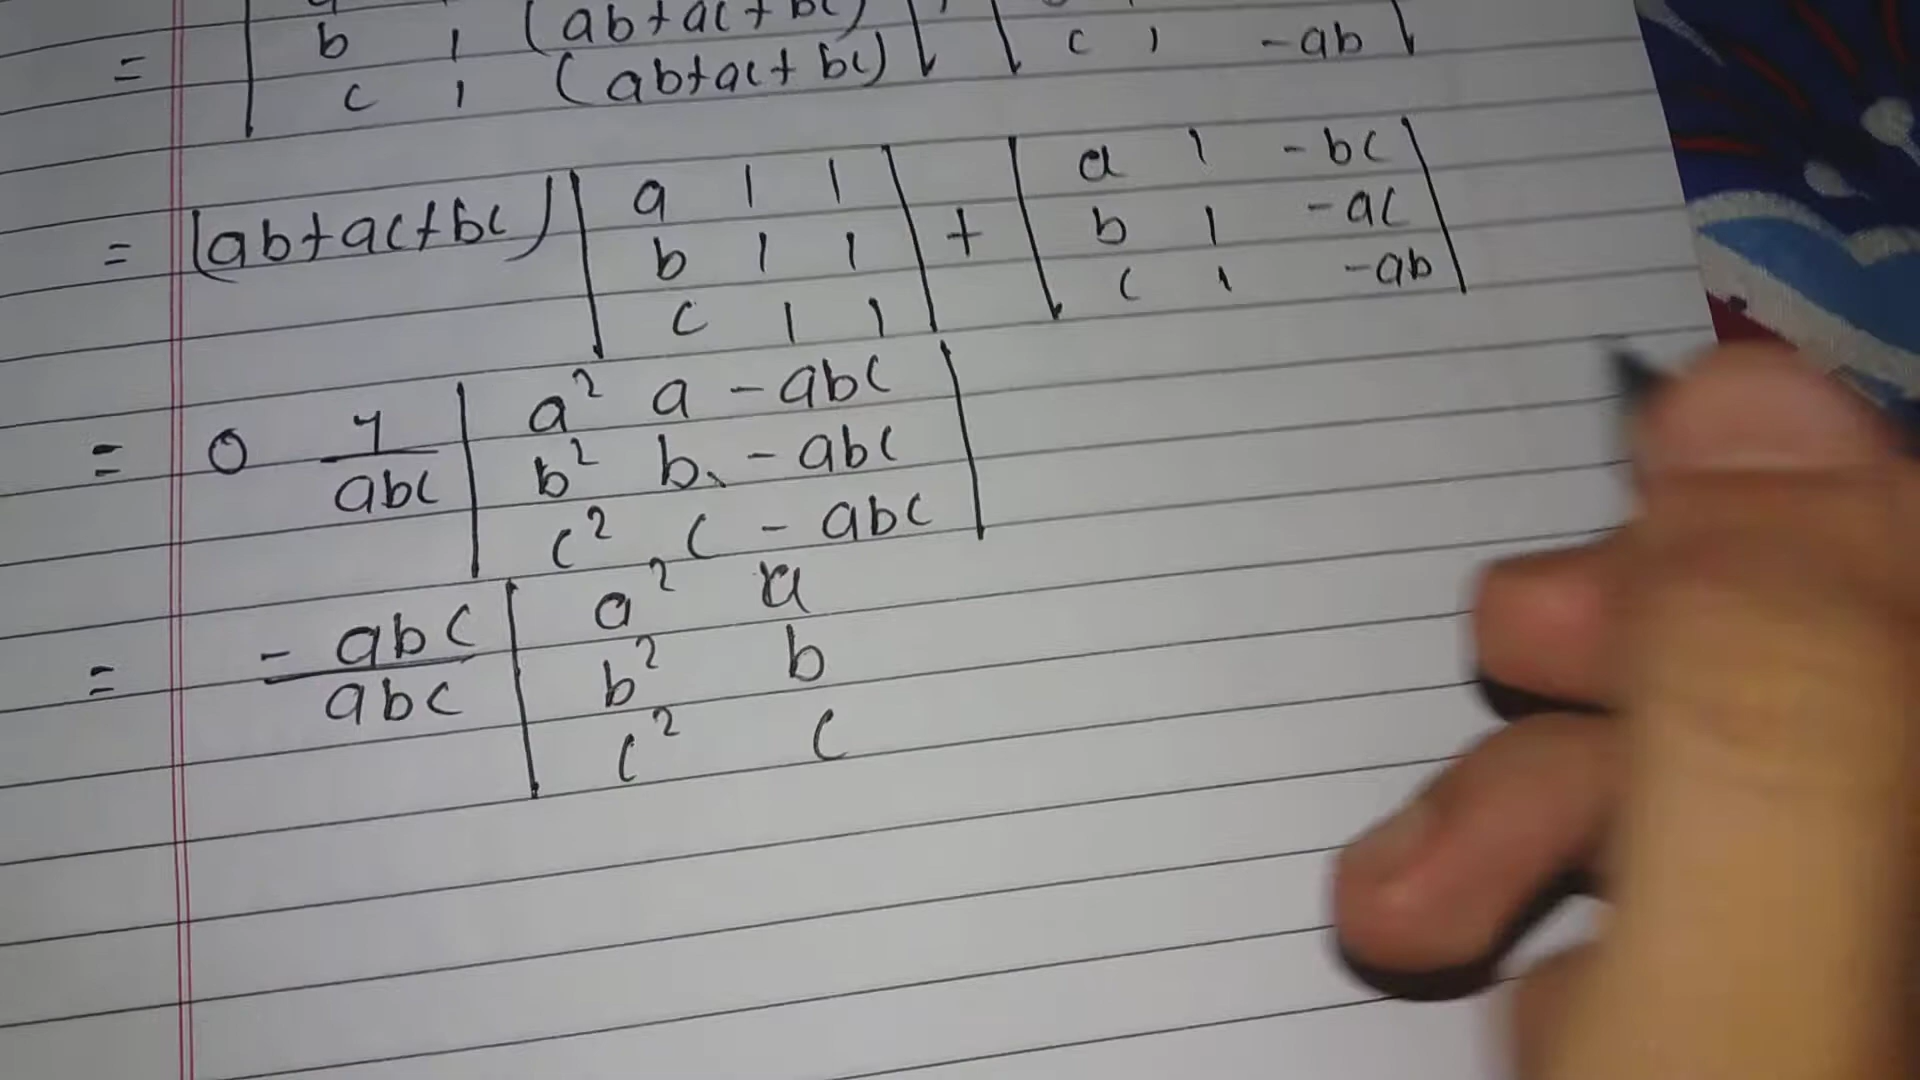 = | b 1 (ab+ac+bc) |
| c 1 (ab+ac+bc) | | c 1 -ab |
= (ab+ac+bc) | a 1 1 | + | a 1 -bc |
| b 1 1 | | b 1 -ac |
| c 1 1 | | c 1 -ab |
= 0 1/abc | a² a -abc |
| b² b -abc |
| c² c -abc |
= -abc/abc | a² a
| b² b
| c² c